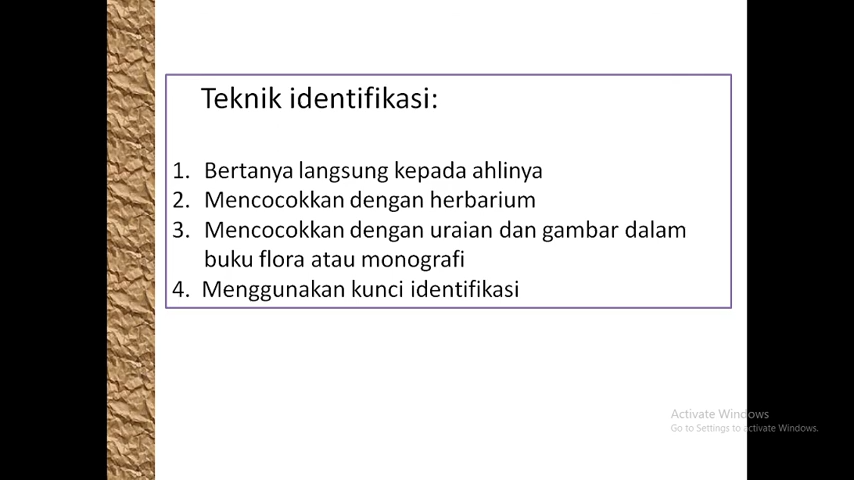 Teknik identifikasi:
1. Bertanya langsung kepada ahlinya
2. Mencocokkan dengan herbarium
3. Mencocokkan dengan uraian dan gambar dalam
buku flora atau monografi
4. Menggunakan kunci identifikasi
Activate Windows
Go to Settings to activate Windows.